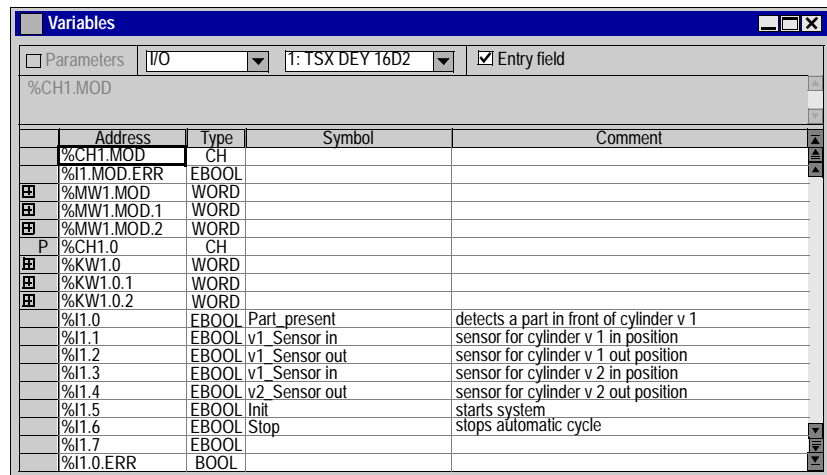 Variables
Parameters I/O 1: TSX DEY 16D2 Entry field
%CH1.MOD
Address Type Symbol Comment
%CH1.MOD CH
%I1.MOD.ERR EBOOL
%MW1.MOD WORD
%MW1.MOD.1 WORD
%MW1.MOD.2 WORD
P %CH1.0 CH
%KW1.0 WORD
%KW1.0.1 WORD
%KW1.0.2 WORD
%I1.0 EBOOL Part_present detects a part in front of cylinder v 1
%I1.1 EBOOL v1_Sensor in sensor for cylinder v 1 in position
%I1.2 EBOOL v1_Sensor out sensor for cylinder v 1 out position
%I1.3 EBOOL v1_Sensor in sensor for cylinder v 2 in position
%I1.4 EBOOL v2_Sensor out sensor for cylinder v 2 out position
%I1.5 EBOOL Init starts system
%I1.6 EBOOL Stop stops automatic cycle
%I1.7 EBOOL
%I1.0.ERR BOOL